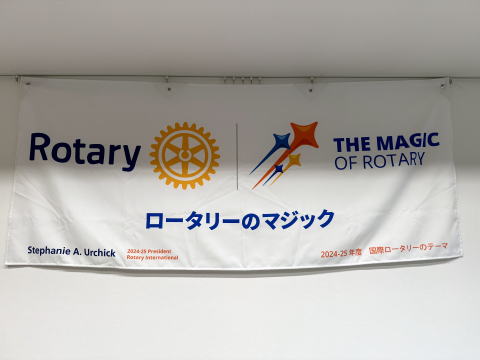 Rotary
THE MAGIC
OF ROTARY
ロータリーのマジック
Stephanie A. Urchick
2024-25 President
Rotary International
2024-25年度 国際ロータリーのテーマ